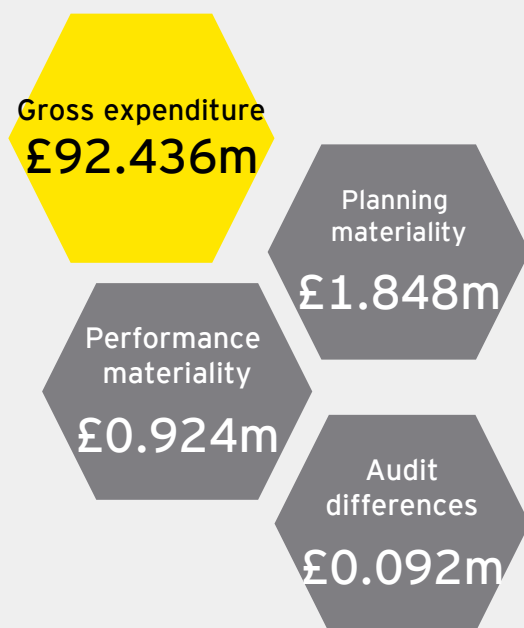 Gross expenditure
£92.436m
Planning
materiality
£1.848m
Performance
materiality
£0.924m
Audit
differences
£0.092m